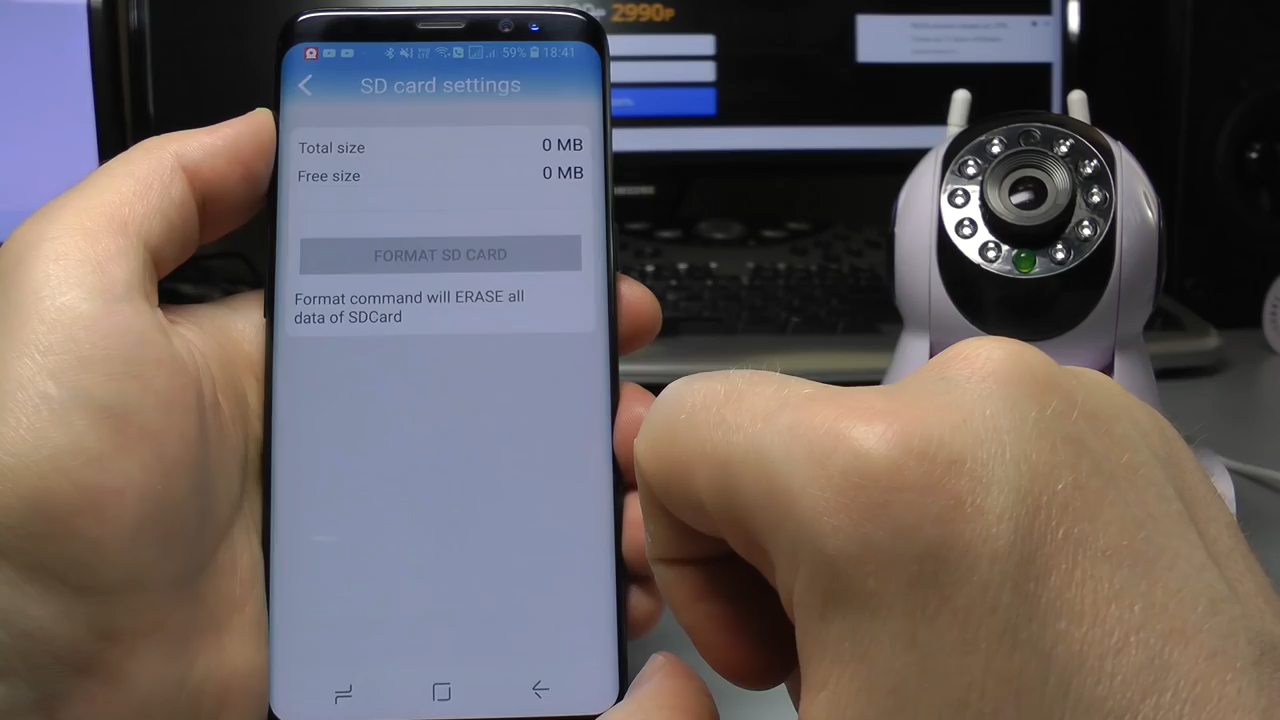 2990₽
59% 18:41
SD card settings
Total size 0 MB
Free size 0 MB
FORMAT SD CARD
Format command will ERASE all
data of SDCard
SAMSUNG